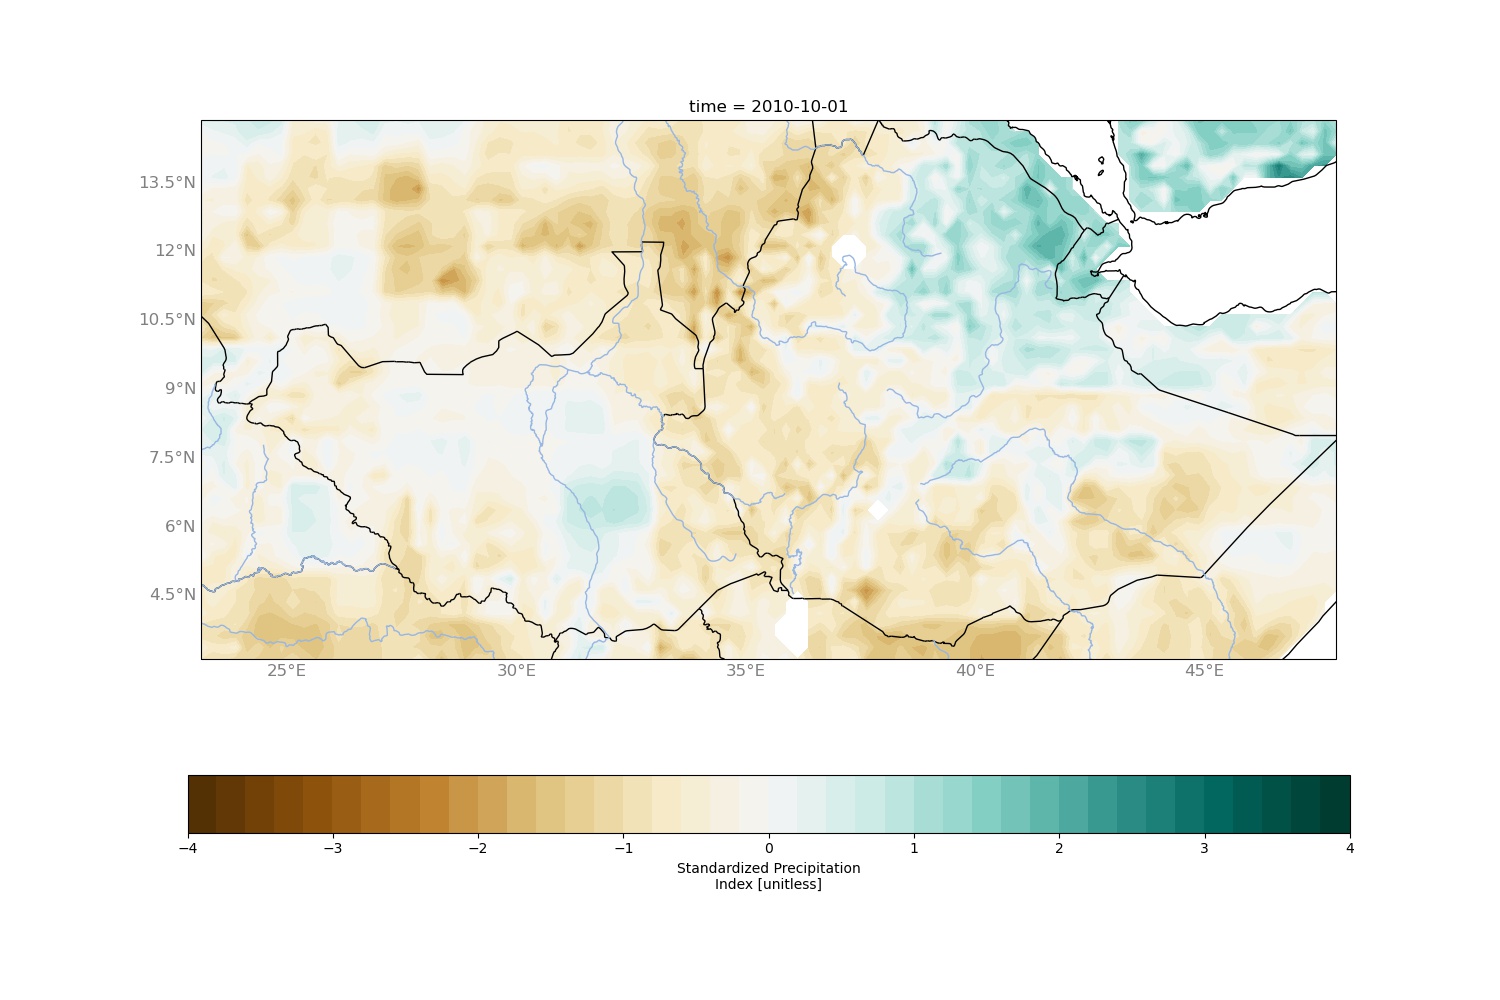 time = 2010-10-01
13.5°N
12°N
10.5°N
9°N
7.5°N
6°N
4.5°N
25°E 30°E 35°E 40°E 45°E
−4 −3 −2 −1 0 1 2 3 4
Standardized Precipitation
Index [unitless]